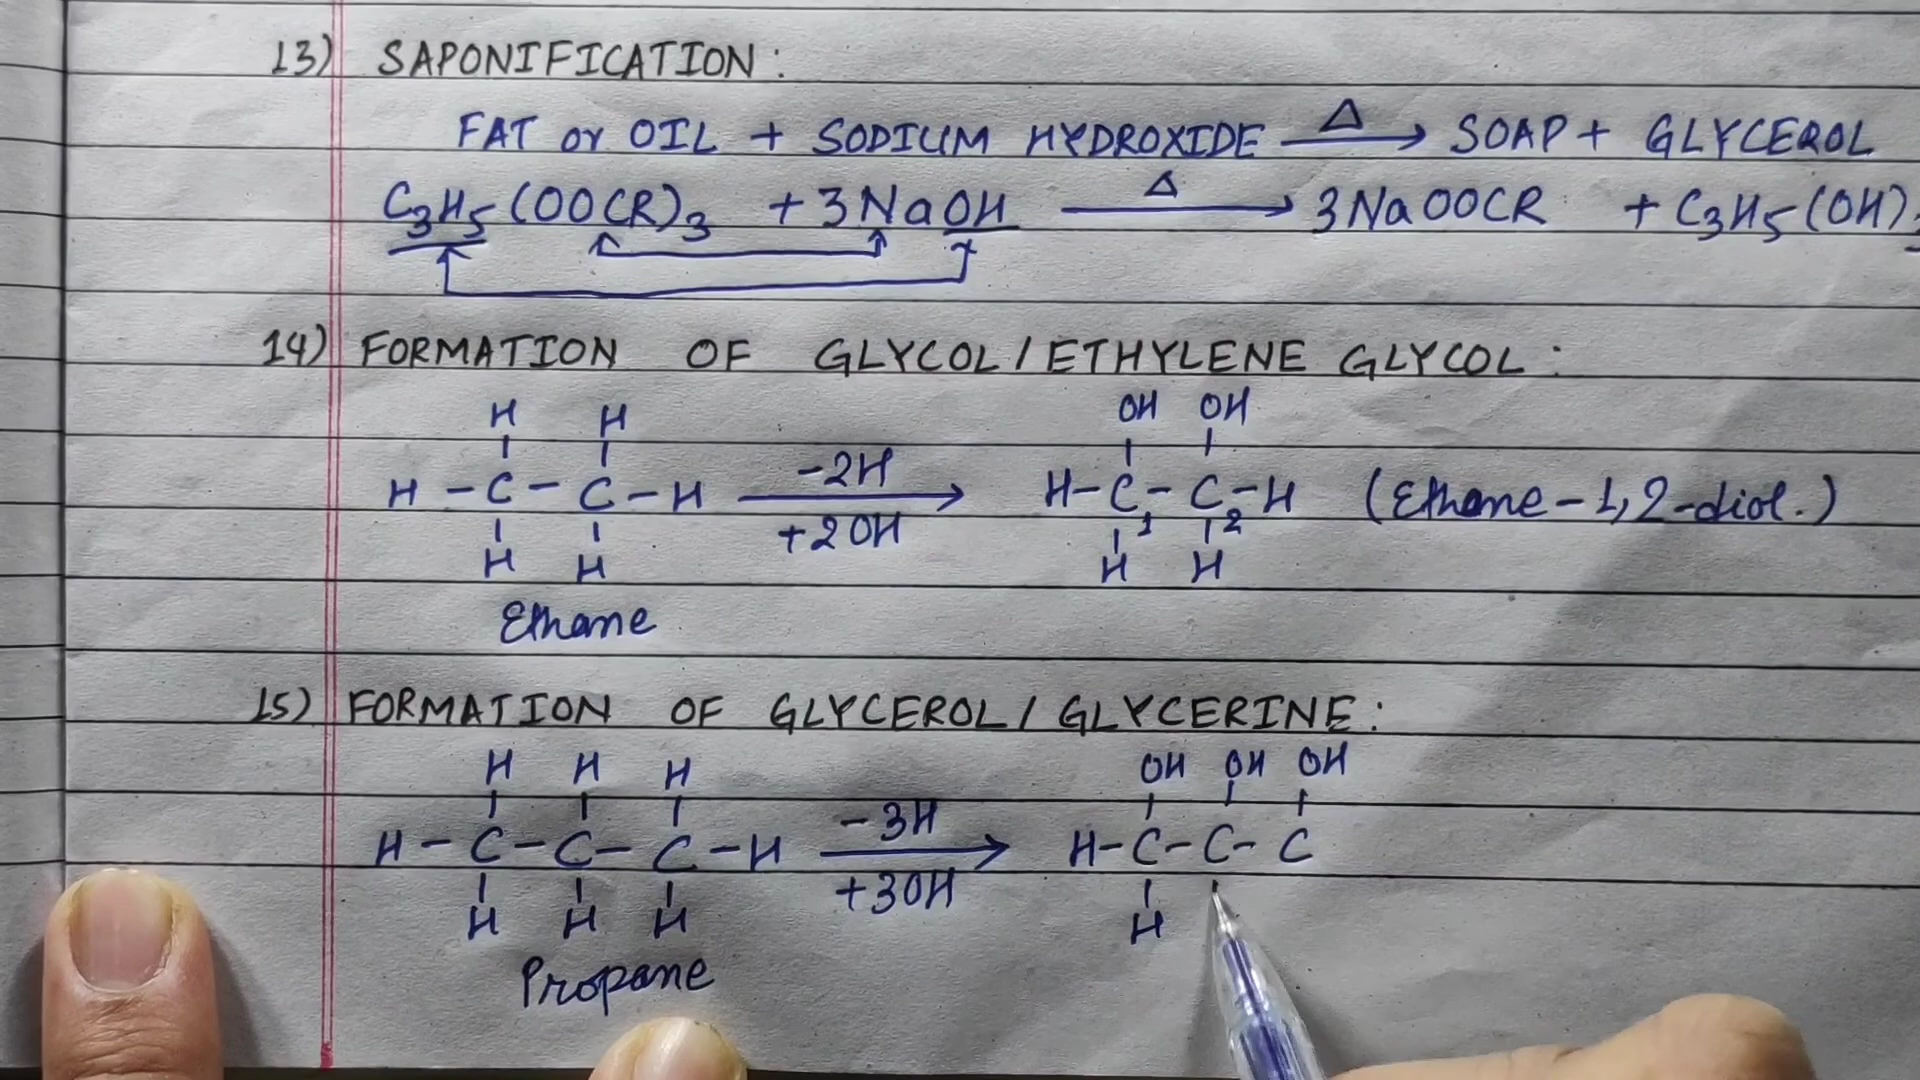 13) SAPONIFICATION:
FAT or OIL + SODIUM HYDROXIDE —Δ→ SOAP + GLYCEROL
C₃H₅(OOCR)₃ + 3NaOH —Δ→ 3NaOOCR + C₃H₅(OH)
14) FORMATION OF GLYCOL/ETHYLENE GLYCOL:
H H OH OH
-2H
H-C-C-H → H-C-C-H (Ethane-1,2-diol.)
+2OH 1 2
H H H H
Ethane
15) FORMATION OF GLYCEROL/GLYCERINE:
H H H OH OH OH
-3H
H-C-C-C-H → H-C-C-C
+3OH
H H H H
Propane